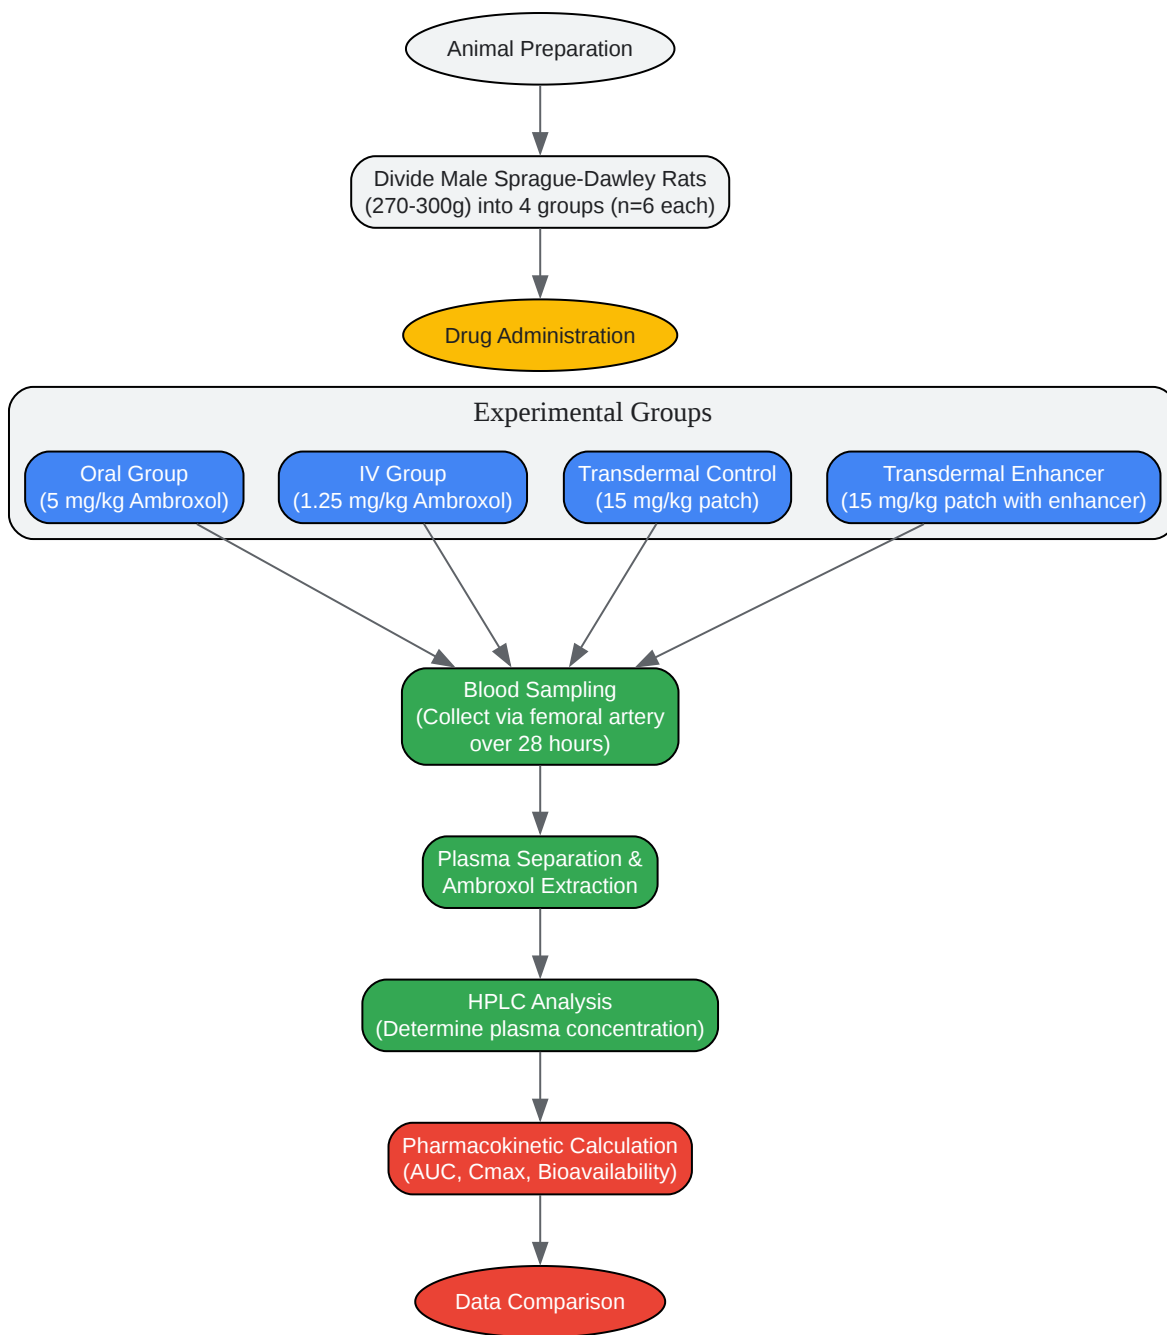 Animal Preparation
Divide Male Sprague-Dawley Rats
(270-300g) into 4 groups (n=6 each)
Drug Administration
Experimental Groups
Oral Group
(5 mg/kg Ambroxol)
IV Group
(1.25 mg/kg Ambroxol)
Transdermal Control
(15 mg/kg patch)
Transdermal Enhancer
(15 mg/kg patch with enhancer)
Blood Sampling
(Collect via femoral artery
over 28 hours)
Plasma Separation &
Ambroxol Extraction
HPLC Analysis
(Determine plasma concentration)
Pharmacokinetic Calculation
(AUC, Cmax, Bioavailability)
Data Comparison